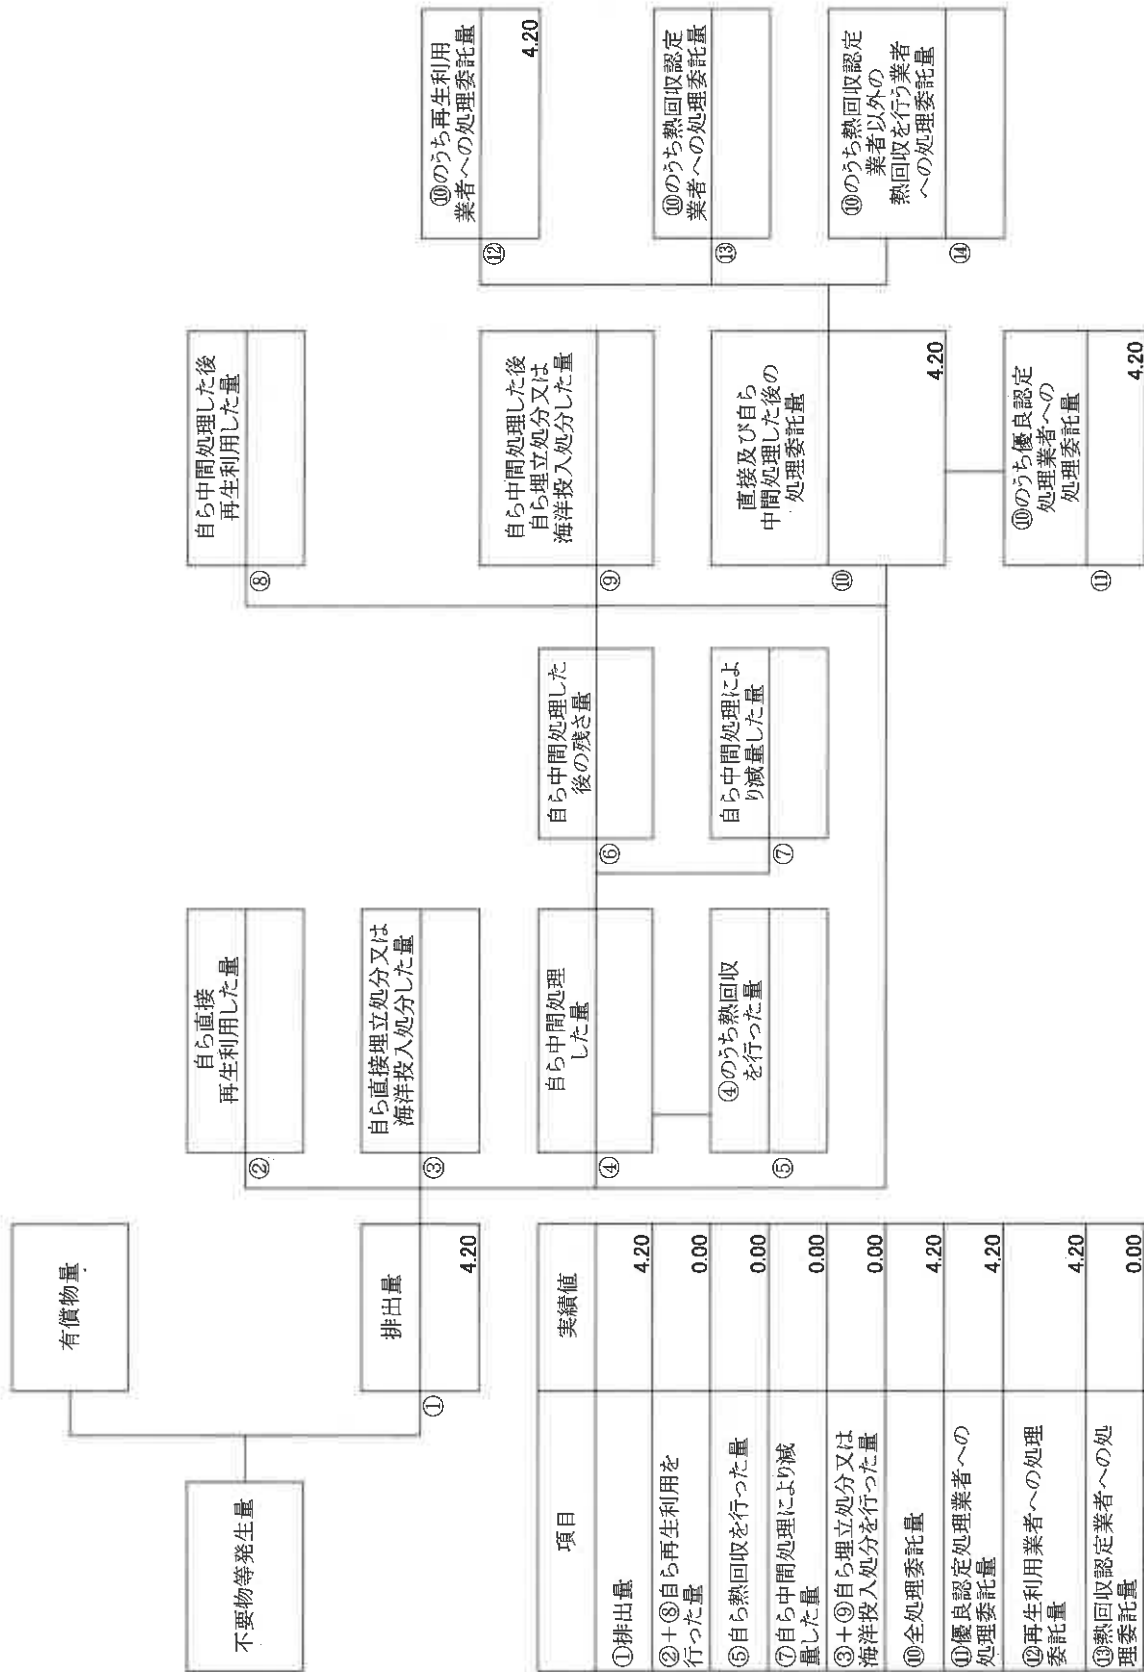 有償物量
不要物等発生量
排出量
①
4.20
②
自ら直接
再生利用した量
③
自ら直接埋立処分又は
海洋投入処分した量
④
自ら中間処理
した量
⑤
④のうち熱回収
を行った量
⑥
自ら中間処理した
後の残さ量
⑦
自ら中間処理によ
り減量した量
⑧
自ら中間処理した後
再生利用した量
⑨
自ら中間処理した後
自ら埋立処分又は
海洋投入処分した量
⑩
直接及び自ら
中間処理した後の
処理委託量
4.20
⑪
⑩のうち優良認定
処理業者への
処理委託量
4.20
⑫
⑩のうち再生利用
業者への処理委託量
4.20
⑬
⑩のうち熱回収認定
業者への処理委託量
⑭
⑩のうち熱回収認定
業者以外の
熱回収を行う業者
への処理委託量
項目
実績値
①排出量
4.20
②+⑧自ら再生利用を
行った量
0.00
⑤自ら熱回収を行った量
0.00
⑦自ら中間処理により減
量した量
0.00
③+⑨自ら埋立処分又は
海洋投入処分を行った量
0.00
⑩全処理委託量
4.20
⑪優良認定処理業者への
処理委託量
4.20
⑫再生利用業者への処理
委託量
4.20
⑬熱回収認定業者への処
理委託量
0.00